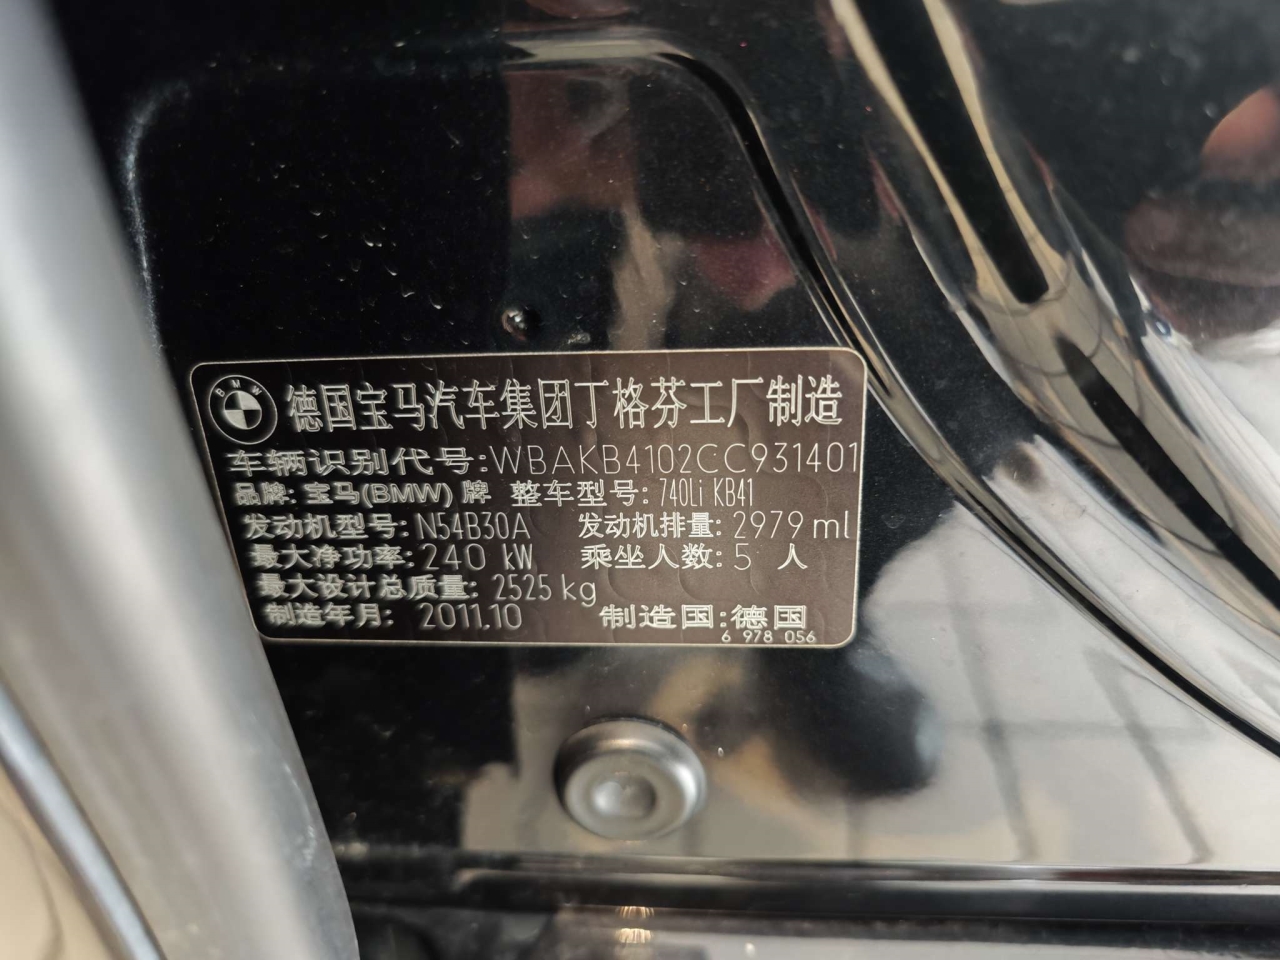 BMW
德国宝马汽车集团丁格芬工厂制造
车辆识别代号:WBAKB4102CC931401
品牌:宝马(BMW)牌 整车型号:740Li KB41
发动机型号:N54B30A 发动机排量:2979 ml
最大净功率:240 kW 乘坐人数:5 人
最大设计总质量: 2525 kg
制造年月: 2011.10 制造国:德国
6 978 056